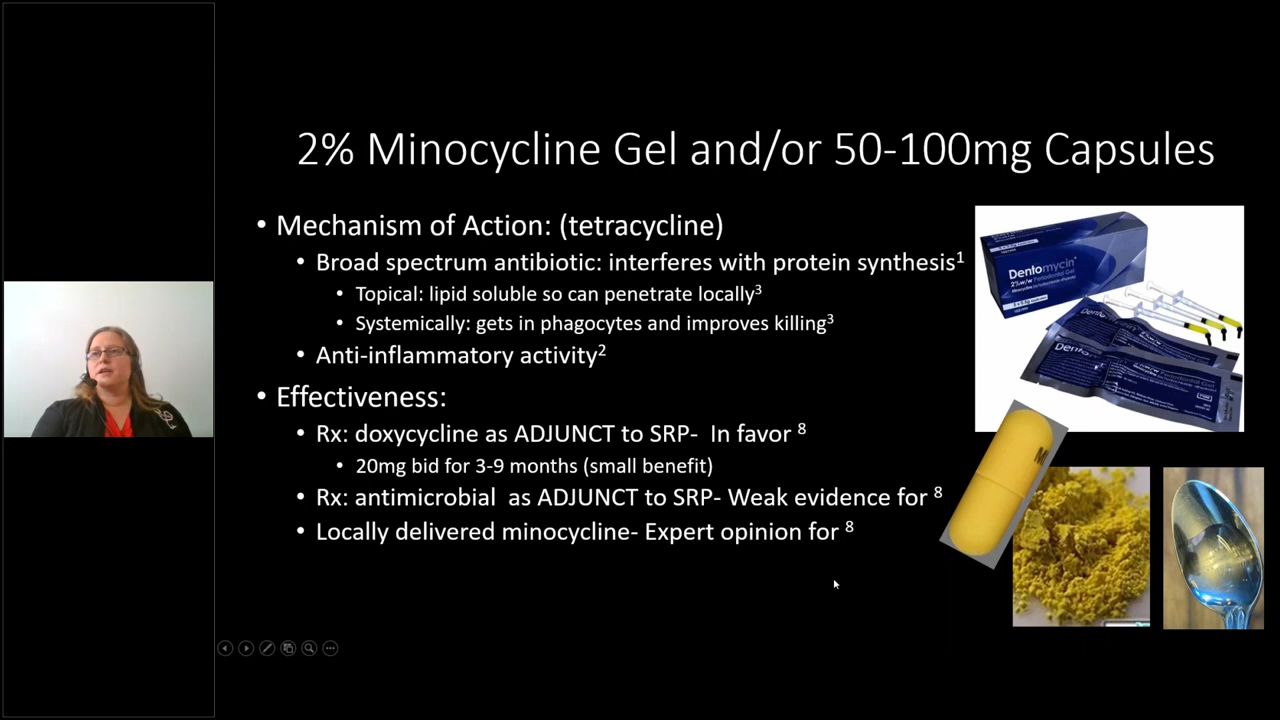 2% Minocycline Gel and/or 50-100mg Capsules
• Mechanism of Action: (tetracycline)
• Broad spectrum antibiotic: interferes with protein synthesis1
• Topical: lipid soluble so can penetrate locally3
• Systemically: gets in phagocytes and improves killing3
• Anti-inflammatory activity2
• Effectiveness:
• Rx: doxycycline as ADJUNCT to SRP- In favor 8
• 20mg bid for 3-9 months (small benefit)
• Rx: antimicrobial as ADJUNCT to SRP- Weak evidence for 8
• Locally delivered minocycline- Expert opinion for 8
Dentomycin
2% w/w Periodontal Gel